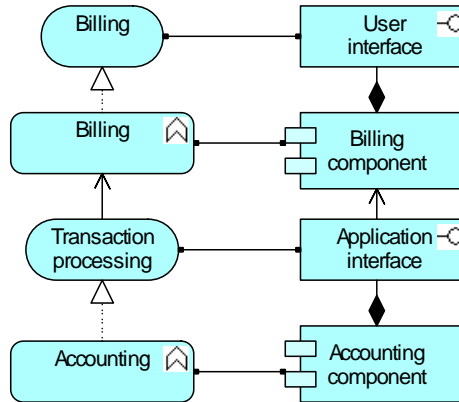 Billing
User
interface
Billing
Billing
component
Transaction
processing
Application
interface
Accounting
Accounting
component